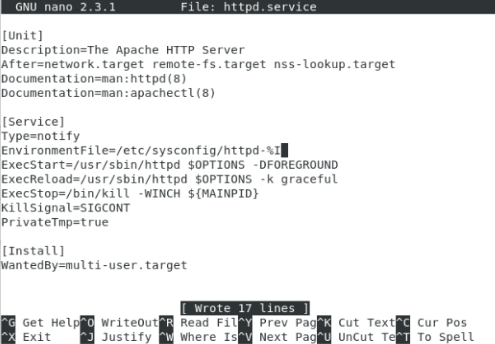 GNU nano 2.3.1 File: httpd.service
[Unit]
Description=The Apache HTTP Server
After=network.target remote-fs.target nss-lookup.target
Documentation=man:httpd(8)
Documentation=man:apachectl(8)
[Service]
Type=notify
EnvironmentFile=/etc/sysconfig/httpd-%I
ExecStart=/usr/sbin/httpd $OPTIONS -DFOREGROUND
ExecReload=/usr/sbin/httpd $OPTIONS -k graceful
ExecStop=/bin/kill -WINCH ${MAINPID}
KillSignal=SIGCONT
PrivateTmp=true
[Install]
WantedBy=multi-user.target
[ Wrote 17 lines ]
^G Get Help^O WriteOut^R Read Fil^Y Prev Pag^K Cut Text^C Cur Pos
^X Exit ^J Justify ^W Where Is^V Next Pag^U UnCut Te^T To Spell